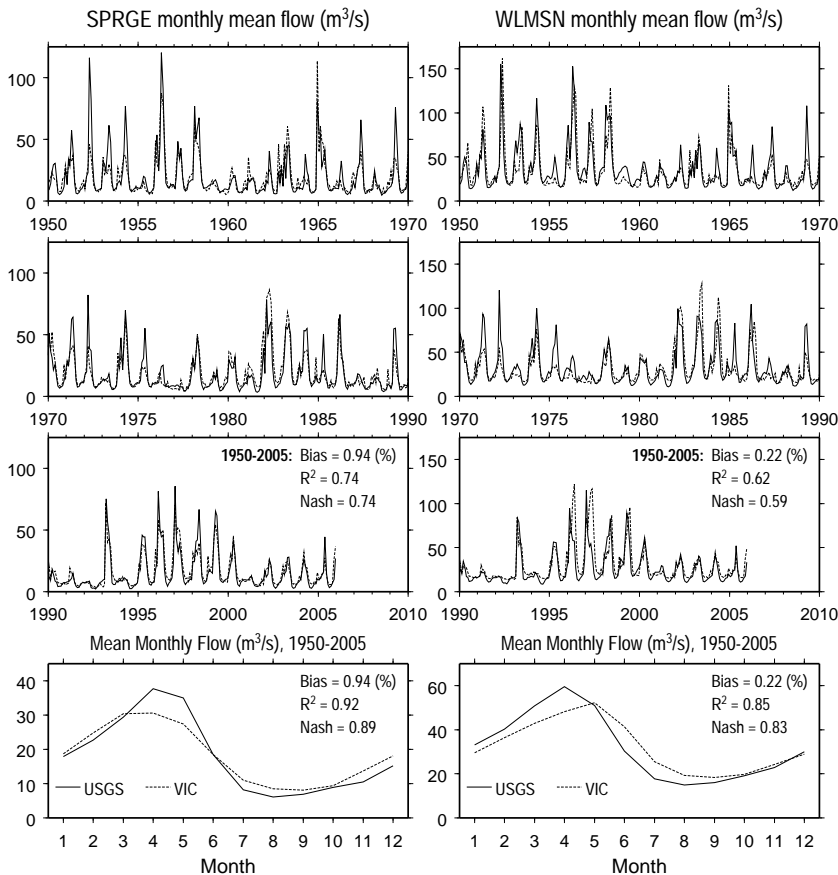 SPRGE monthly mean flow (m³/s)
WLMSN monthly mean flow (m³/s)
100
50
0
1950 1955 1960 1965 1970
150
100
50
0
1950 1955 1960 1965 1970
100
50
0
1970 1975 1980 1985 1990
150
100
50
0
1970 1975 1980 1985 1990
100
50
0
1950-2005: Bias = 0.94 (%)
R² = 0.74
Nash = 0.74
1990 1995 2000 2005 2010
150
100
50
0
1950-2005: Bias = 0.22 (%)
R² = 0.62
Nash = 0.59
1990 1995 2000 2005 2010
Mean Monthly Flow (m³/s), 1950-2005
40
30
20
10
0
Bias = 0.94 (%)
R² = 0.92
Nash = 0.89
USGS VIC
1 2 3 4 5 6 7 8 9 10 11 12
Month
Mean Monthly Flow (m³/s), 1950-2005
60
40
20
0
Bias = 0.22 (%)
R² = 0.85
Nash = 0.83
USGS VIC
1 2 3 4 5 6 7 8 9 10 11 12
Month